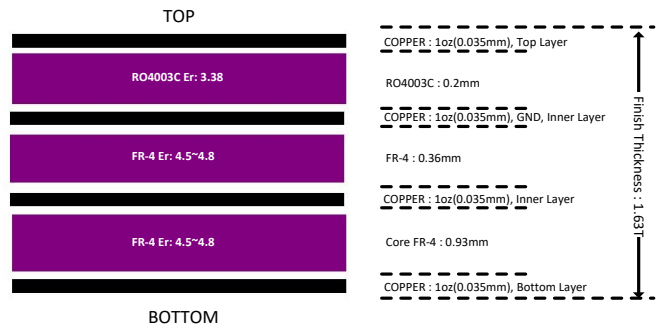 TOP
COPPER : 1oz(0.035mm), Top Layer
RO4003C Er: 3.38
RO4003C : 0.2mm
COPPER : 1oz(0.035mm), GND, Inner Layer
FR-4 Er: 4.5~4.8
FR-4 : 0.36mm
COPPER : 1oz(0.035mm), Inner Layer
FR-4 Er: 4.5~4.8
Core FR-4 : 0.93mm
COPPER : 1oz(0.035mm), Bottom Layer
BOTTOM
Finish Thickness : 1.63T